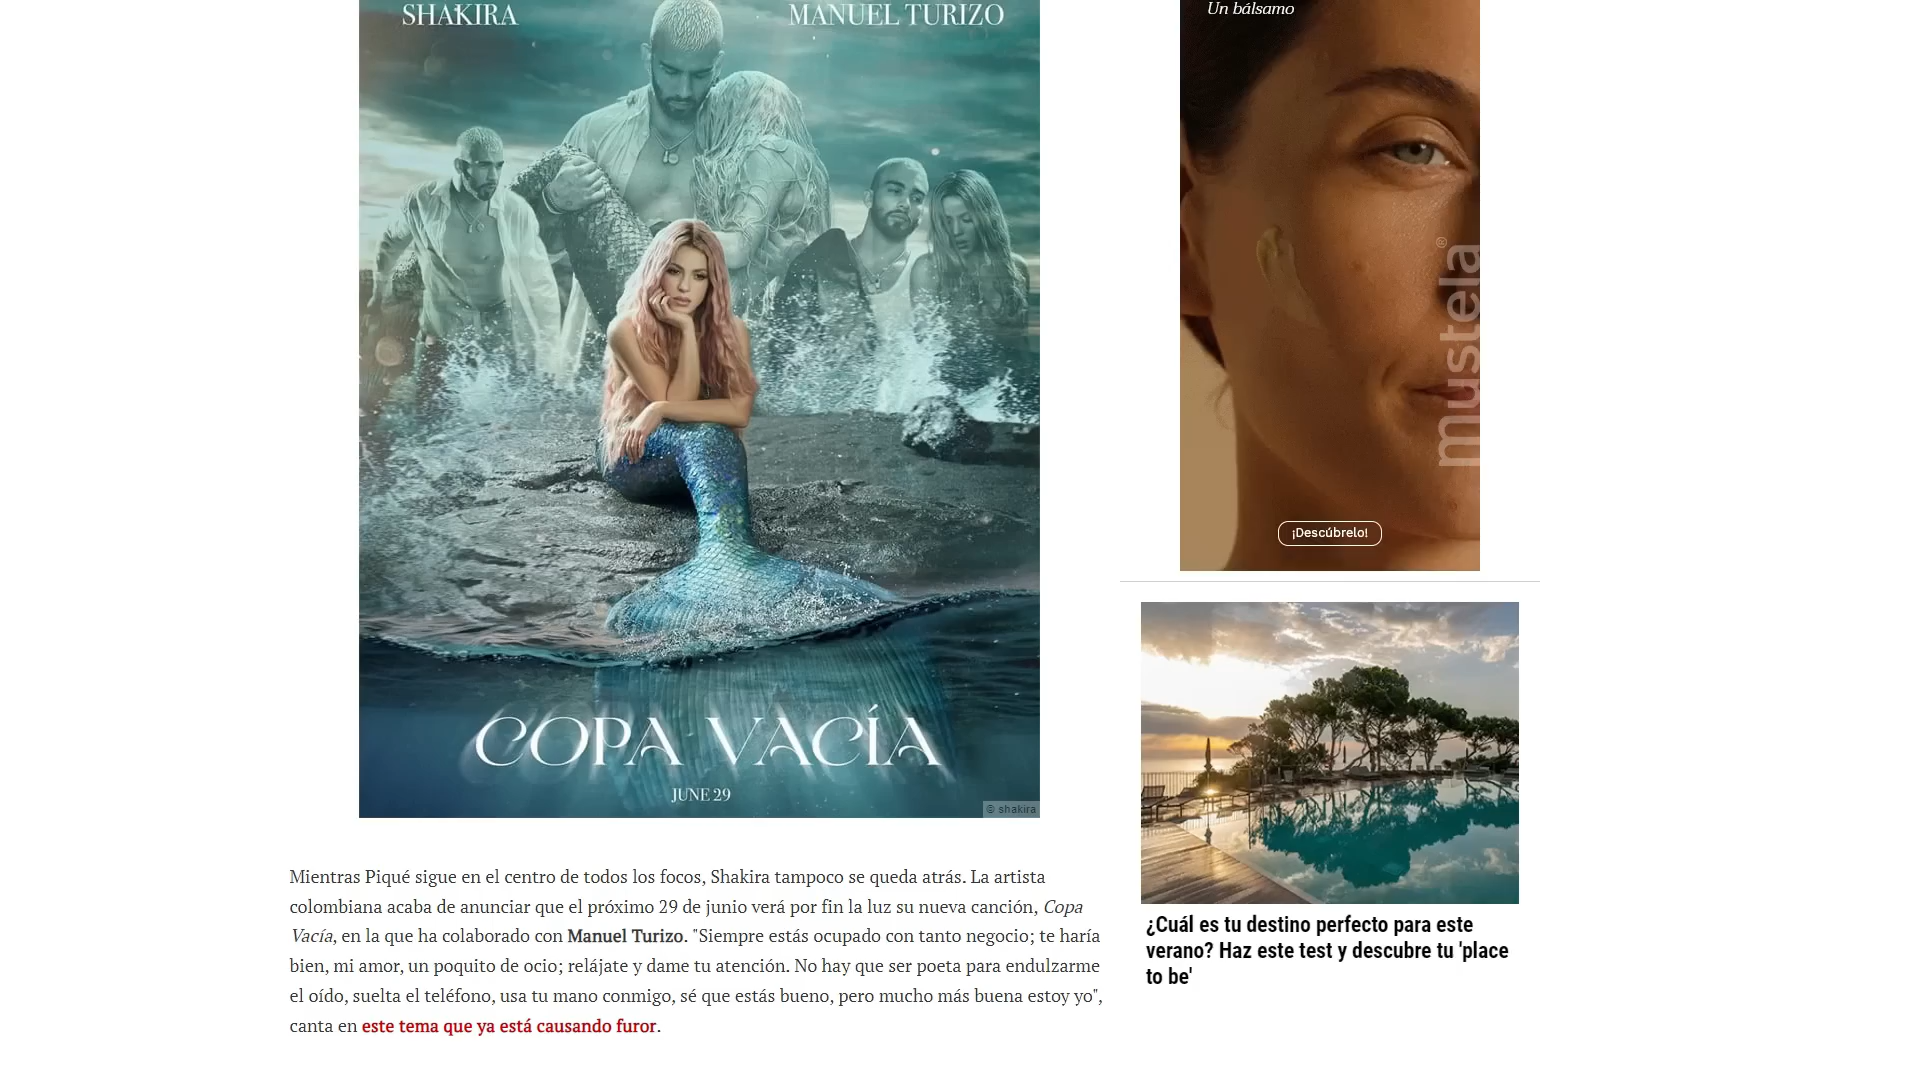 SHAKIRA
MANUEL TURIZO
COPA VACÍA
JUNE 29
© shakira
Mientras Piqué sigue en el centro de todos los focos, Shakira tampoco se queda atrás. La artista
colombiana acaba de anunciar que el próximo 29 de junio verá por fin la luz su nueva canción, Copa
Vacía, en la que ha colaborado con Manuel Turizo. "Siempre estás ocupado con tanto negocio; te haría
bien, mi amor, un poquito de ocio; relájate y dame tu atención. No hay que ser poeta para endulzarme
el oído, suelta el teléfono, usa tu mano conmigo, sé que estás bueno, pero mucho más buena estoy yo",
canta en este tema que ya está causando furor.
Un bálsamo
mustela®
¡Descúbrelo!
¿Cuál es tu destino perfecto para este
verano? Haz este test y descubre tu 'place
to be'